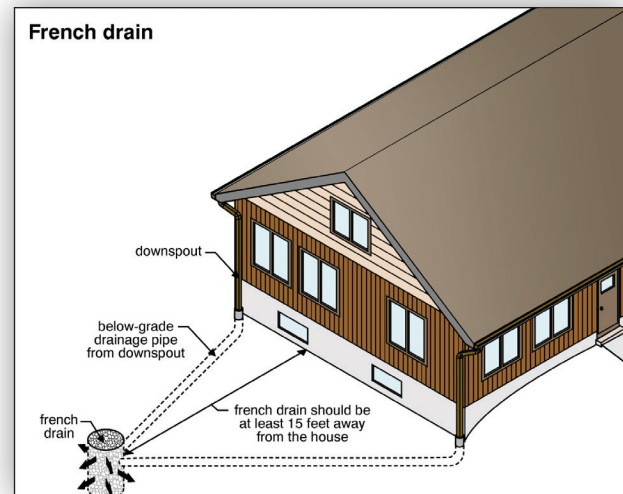 French drain
downspout
below-grade
drainage pipe
from downspout
french drain should be
at least 15 feet away
from the house
french
drain